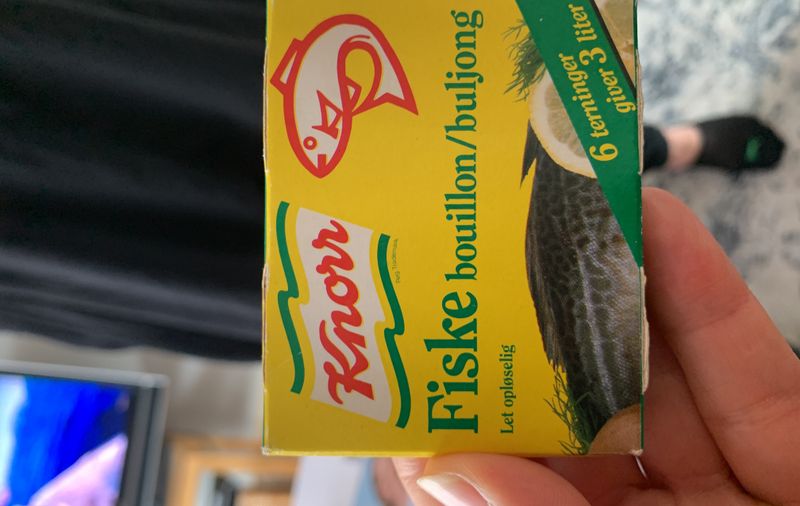 Knorr
Fiske bouillon/buljong
Let opløselig
6 terninger
giver 3 liter